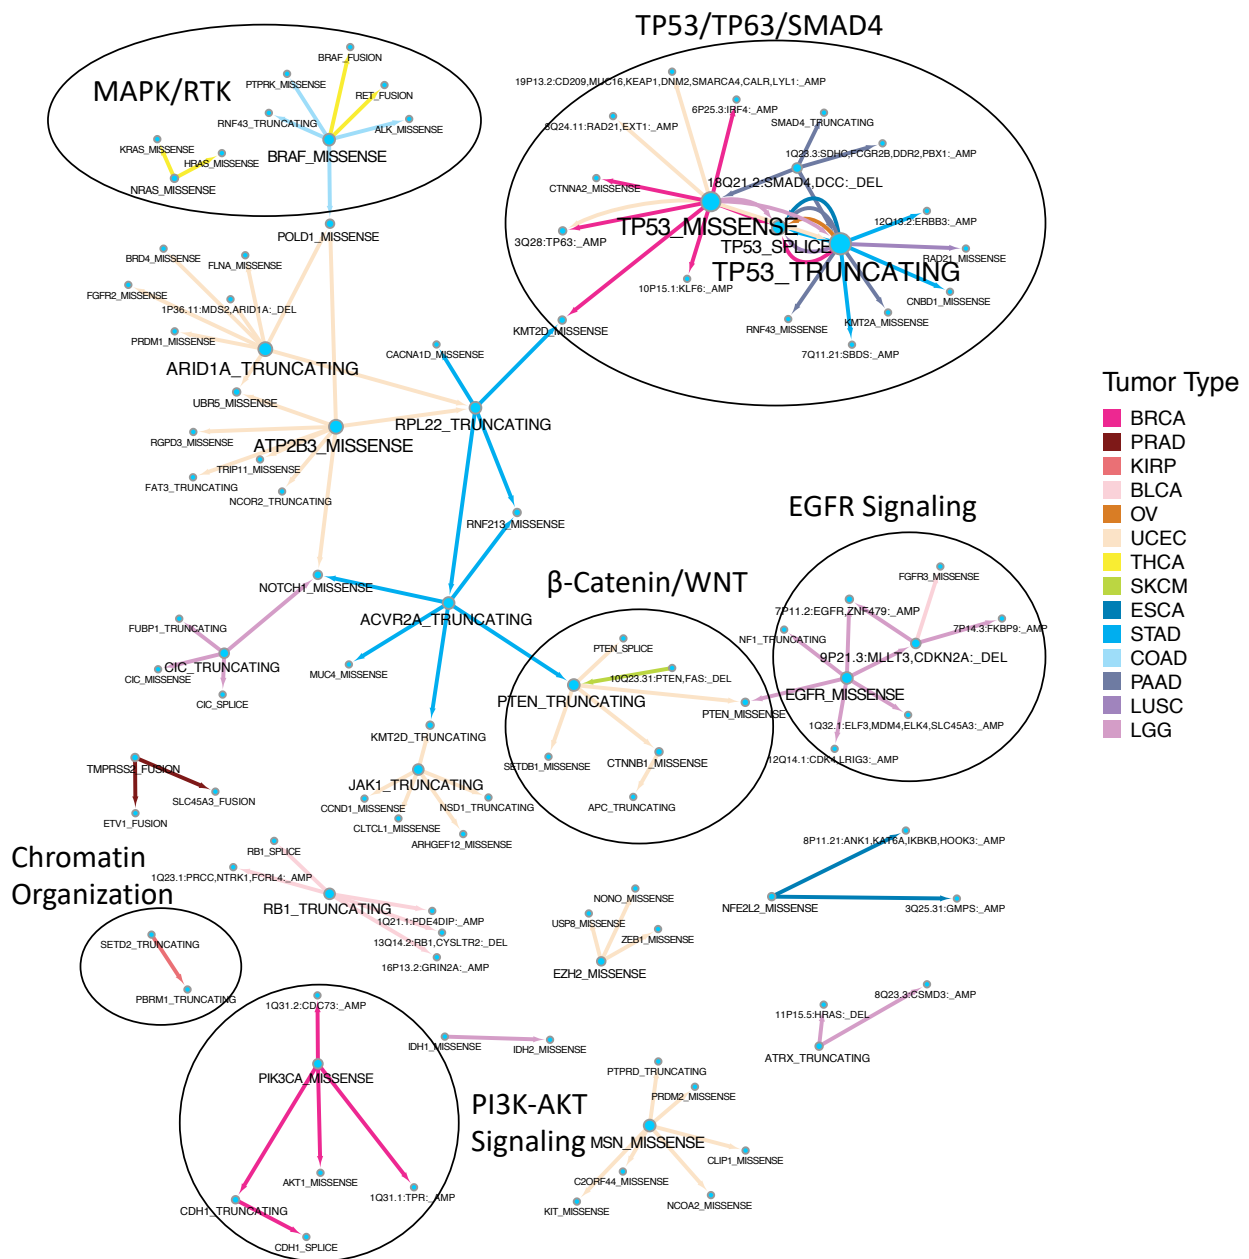 TP53/TP63/SMAD4
MAPK/RTK
BRAF_FUSION
PTPRK_MISSENSE
RET_FUSION
RNF43_TRUNCATING
ALK_MISSENSE
KRAS_MISSENSE
HRAS_MISSENSE
BRAF_MISSENSE
NRAS_MISSENSE
19P13.2:CD209,MUC16,KEAP1,DNM2,SMARCA4,CALR,LYL1:_AMP
6P25.3:IRF4:_AMP
8Q24.11:RAD21,EXT1:_AMP
SMAD4_TRUNCATING
1Q23.3:SDHC,FCGR2B,DDR2,PBX1:_AMP
CTNNA2_MISSENSE
18Q21.2:SMAD4,DCC:_DEL
12Q13.2:ERBB3:_AMP
TP53_MISSENSE
3Q28:TP63:_AMP
TP53_SPLICE
RAD21_MISSENSE
TP53_TRUNCATING
10P15.1:KLF6:_AMP
CNBD1_MISSENSE
RNF43_MISSENSE
KMT2A_MISSENSE
7Q11.21:SBDS:_AMP
KMT2D_MISSENSE
POLD1_MISSENSE
BRD4_MISSENSE
FLNA_MISSENSE
FGFR2_MISSENSE
1P36.11:MDS2,ARID1A:_DEL
PRDM1_MISSENSE
ARID1A_TRUNCATING
CACNA1D_MISSENSE
UBR5_MISSENSE
RPL22_TRUNCATING
RGPD3_MISSENSE
ATP2B3_MISSENSE
TRIP11_MISSENSE
FAT3_TRUNCATING
NCOR2_TRUNCATING
RNF213_MISSENSE
Tumor Type
BRCA
PRAD
KIRP
BLCA
OV
UCEC
THCA
SKCM
ESCA
STAD
COAD
PAAD
LUSC
LGG
EGFR Signaling
FGFR3_MISSENSE
7P11.2:EGFR,ZNF479:_AMP
NF1_TRUNCATING
7P14.3:FKBP9:_AMP
9P21.3:MLLT3,CDKN2A:_DEL
EGFR_MISSENSE
1Q32.1:ELF3,MDM4,ELK4,SLC45A3:_AMP
12Q14.1:CDK4,LRIG3:_AMP
β-Catenin/WNT
PTEN_SPLICE
10Q23.31:PTEN,FAS:_DEL
PTEN_TRUNCATING
PTEN_MISSENSE
SETDB1_MISSENSE
CTNNB1_MISSENSE
APC_TRUNCATING
NOTCH1_MISSENSE
ACVR2A_TRUNCATING
FUBP1_TRUNCATING
CIC_TRUNCATING
CIC_MISSENSE
CIC_SPLICE
MUC4_MISSENSE
KMT2D_TRUNCATING
JAK1_TRUNCATING
CCND1_MISSENSE
NSD1_TRUNCATING
CLTCL1_MISSENSE
ARHGEF12_MISSENSE
TMPRSS2_FUSION
SLC45A3_FUSION
ETV1_FUSION
Chromatin
Organization
RB1_SPLICE
1Q23.1:PRCC,NTRK1,FCRL4:_AMP
RB1_TRUNCATING
1Q21.1:PDE4DIP:_AMP
13Q14.2:RB1,CYSLTR2:_DEL
16P13.2:GRIN2A:_AMP
SETD2_TRUNCATING
PBRM1_TRUNCATING
8P11.21:ANK1,KAT6A,IKBKB,HOOK3:_AMP
NFE2L2_MISSENSE
3Q25.31:GMPS:_AMP
NONO_MISSENSE
USP8_MISSENSE
ZEB1_MISSENSE
EZH2_MISSENSE
8Q23.3:CSMD3:_AMP
11P15.5:HRAS:_DEL
ATRX_TRUNCATING
1Q31.2:CDC73:_AMP
IDH1_MISSENSE
IDH2_MISSENSE
PIK3CA_MISSENSE
PI3K-AKT
Signaling
AKT1_MISSENSE
1Q31.1:TPR:_AMP
CDH1_TRUNCATING
CDH1_SPLICE
PTPRD_TRUNCATING
PRDM2_MISSENSE
MSN_MISSENSE
CLIP1_MISSENSE
C2ORF44_MISSENSE
KIT_MISSENSE
NCOA2_MISSENSE